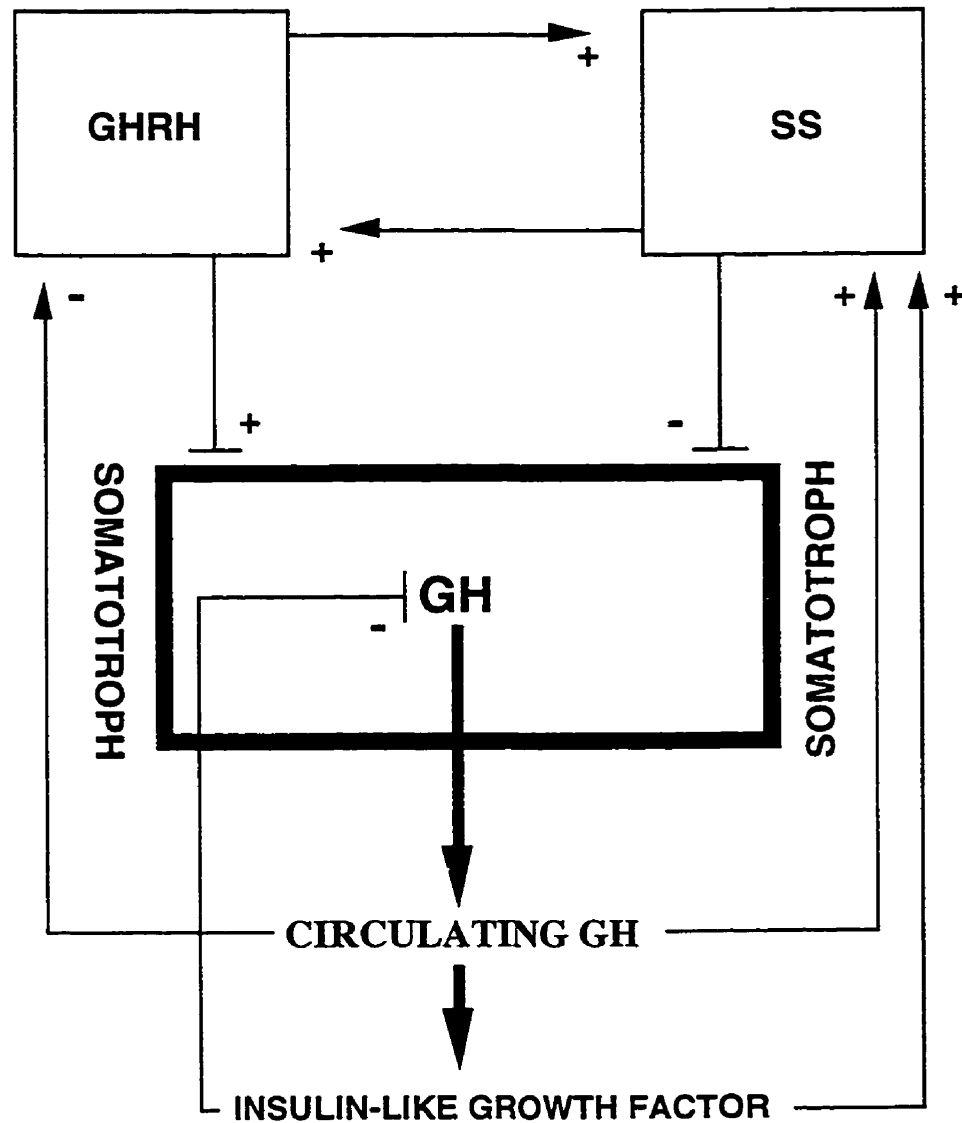 GHRH
SS
+
+
-
+
+
+
-
SOMATOTROPH
SOMATOTROPH
GH
-
CIRCULATING GH
INSULIN-LIKE GROWTH FACTOR